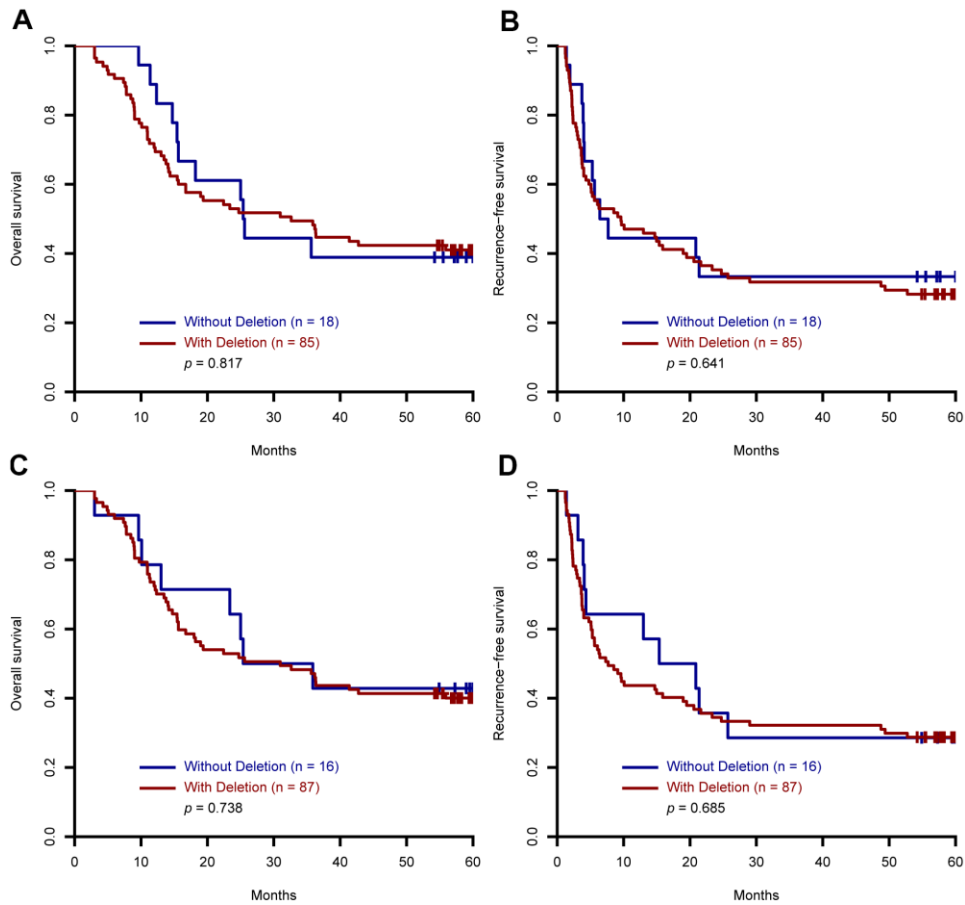 A
Overall survival
1.0
0.8
0.6
0.4
0.2
0.0
Without Deletion (n = 18)
With Deletion (n = 85)
p = 0.817
0 10 20 30 40 50 60
Months
B
Recurrence−free survival
1.0
0.8
0.6
0.4
0.2
0.0
Without Deletion (n = 18)
With Deletion (n = 85)
p = 0.641
0 10 20 30 40 50 60
Months
C
Overall survival
1.0
0.8
0.6
0.4
0.2
0.0
Without Deletion (n = 16)
With Deletion (n = 87)
p = 0.738
0 10 20 30 40 50 60
Months
D
Recurrence−free survival
1.0
0.8
0.6
0.4
0.2
0.0
Without Deletion (n = 16)
With Deletion (n = 87)
p = 0.685
0 10 20 30 40 50 60
Months